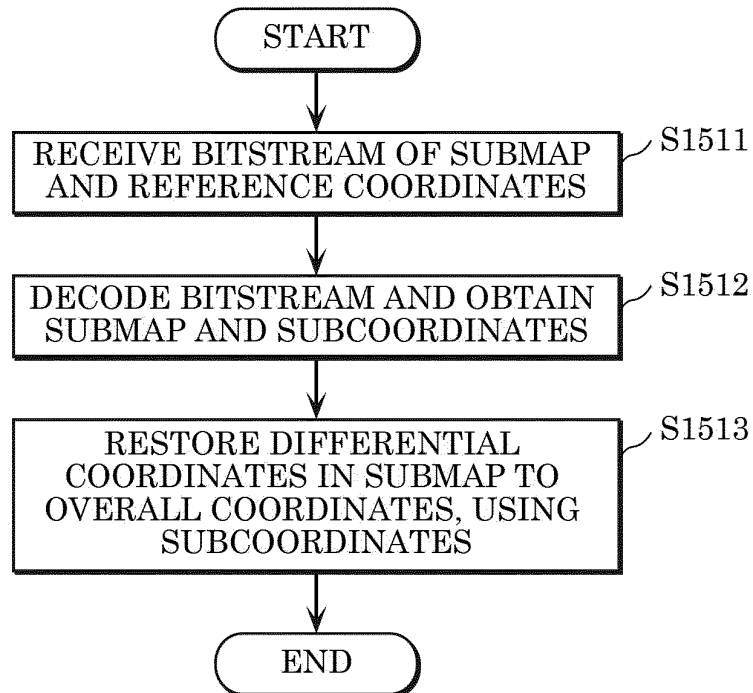 START
RECEIVE BITSTREAM OF SUBMAP
AND REFERENCE COORDINATES
S1511
DECODE BITSTREAM AND OBTAIN
SUBMAP AND SUBCOORDINATES
S1512
RESTORE DIFFERENTIAL
COORDINATES IN SUBMAP TO
OVERALL COORDINATES, USING
SUBCOORDINATES
S1513
END